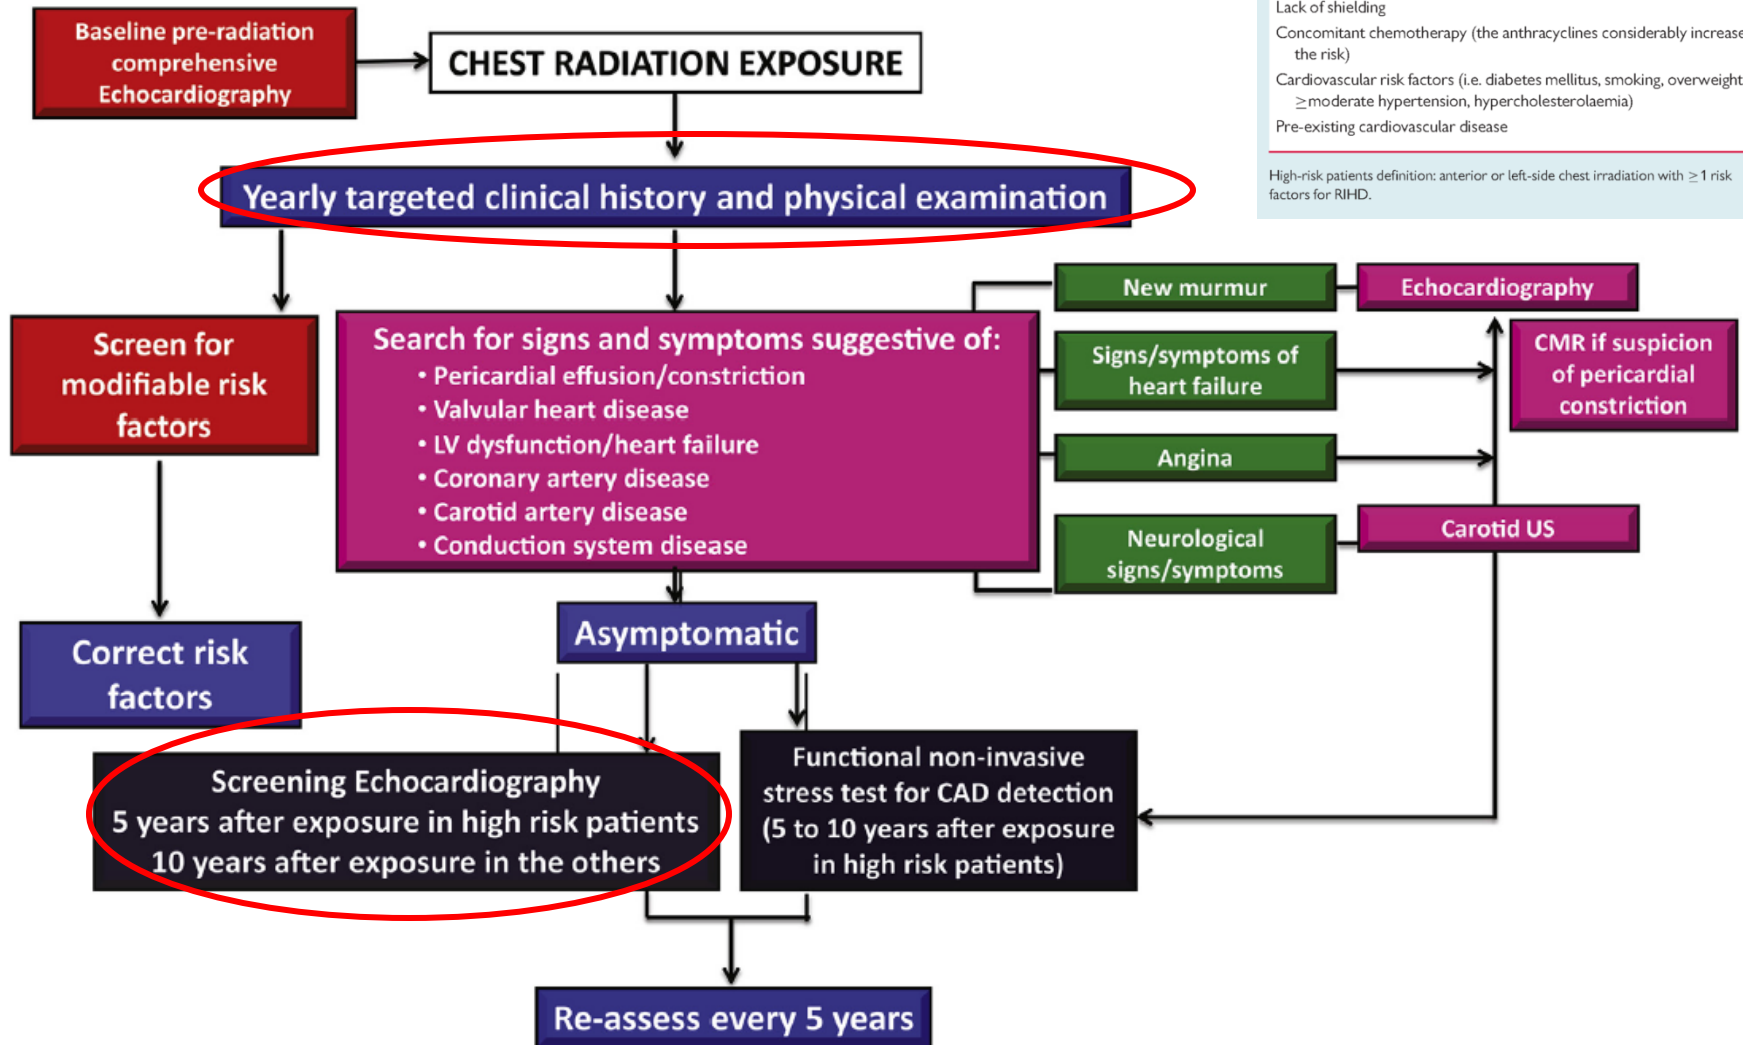 Baseline pre-radiation
comprehensive
Echocardiography
CHEST RADIATION EXPOSURE
Lack of shielding
Concomitant chemotherapy (the anthracyclines considerably increase
the risk)
Cardiovascular risk factors (i.e. diabetes mellitus, smoking, overweight
≥moderate hypertension, hypercholesterolaemia)
Pre-existing cardiovascular disease
High-risk patients definition: anterior or left-side chest irradiation with ≥1 risk
factors for RIHD.
Yearly targeted clinical history and physical examination
Screen for
modifiable risk
factors
Correct risk
factors
Search for signs and symptoms suggestive of:
• Pericardial effusion/constriction
• Valvular heart disease
• LV dysfunction/heart failure
• Coronary artery disease
• Carotid artery disease
• Conduction system disease
New murmur
Echocardiography
Signs/symptoms of
heart failure
CMR if suspicion
of pericardial
constriction
Angina
Neurological
signs/symptoms
Carotid US
Asymptomatic
Screening Echocardiography
5 years after exposure in high risk patients
10 years after exposure in the others
Functional non-invasive
stress test for CAD detection
(5 to 10 years after exposure
in high risk patients)
Re-assess every 5 years